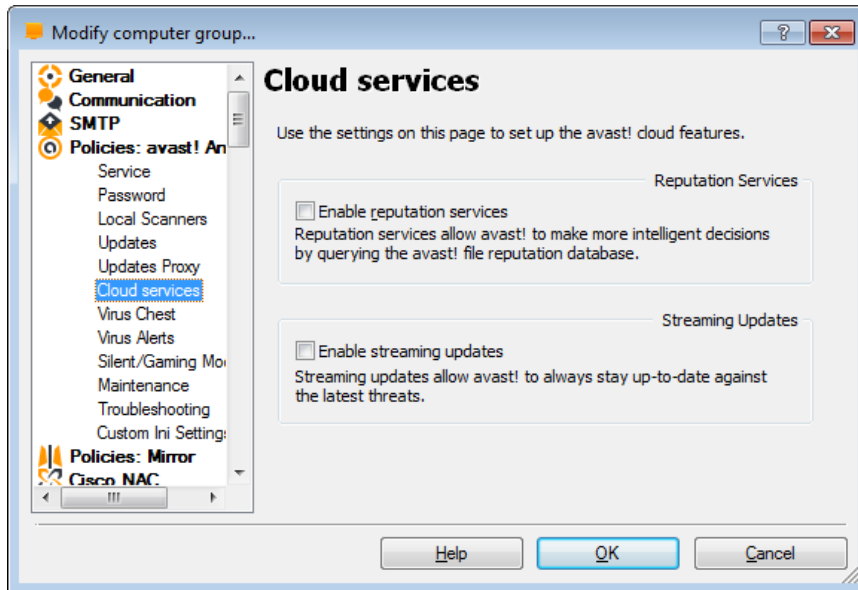 Modify computer group...
General
Communication
SMTP
Policies: avast! An
Service
Password
Local Scanners
Updates
Updates Proxy
Cloud services
Virus Chest
Virus Alerts
Silent/Gaming Mo
Maintenance
Troubleshooting
Custom Ini Setting
Policies: Mirror
Cisco NAC
Cloud services
Use the settings on this page to set up the avast! cloud features.
Reputation Services
Enable reputation services
Reputation services allow avast! to make more intelligent decisions
by querying the avast! file reputation database.
Streaming Updates
Enable streaming updates
Streaming updates allow avast! to always stay up-to-date against
the latest threats.
Help
OK
Cancel